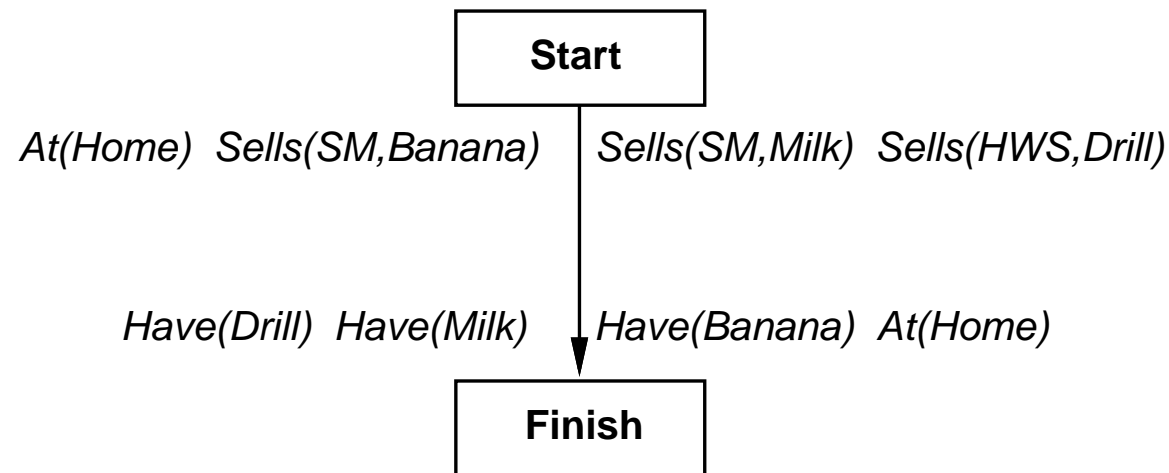 Start
At(Home) Sells(SM,Banana) Sells(SM,Milk) Sells(HWS,Drill)
Have(Drill) Have(Milk) Have(Banana) At(Home)
Finish